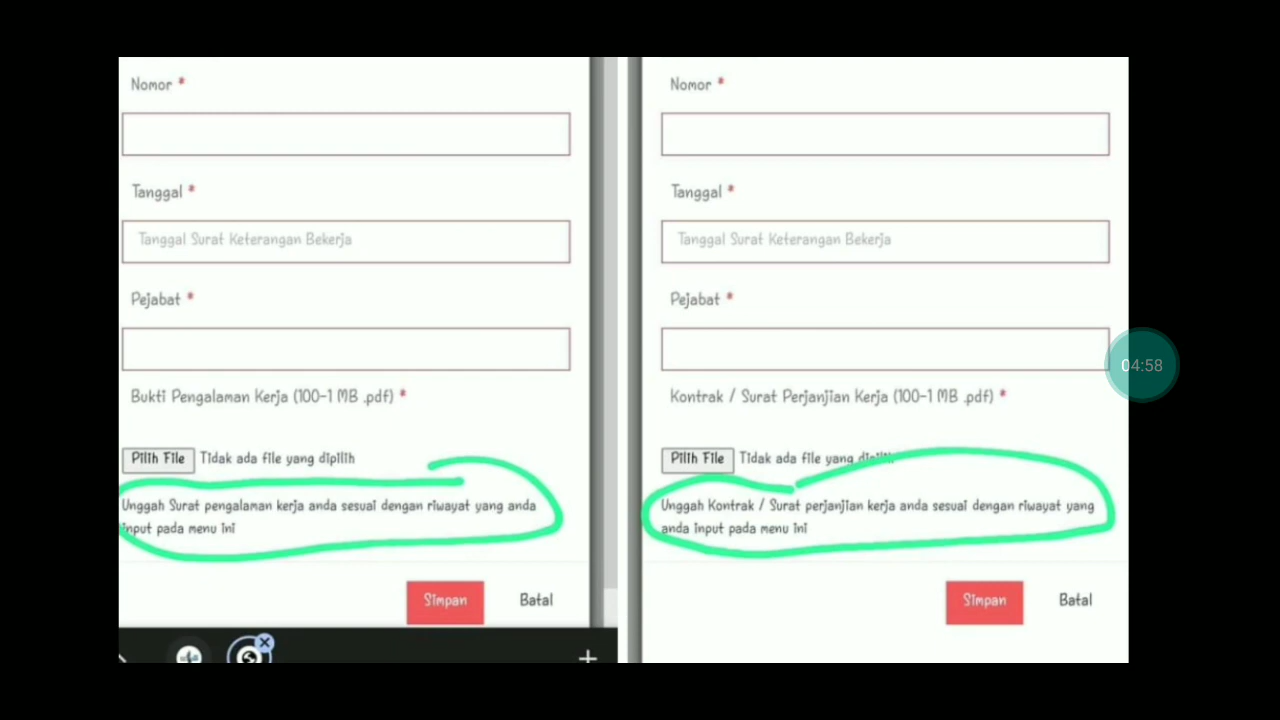 Nomor *
Tanggal *
Tanggal Surat Keterangan Bekerja
Pejabat *
Bukti Pengalaman Kerja (100-1 MB .pdf) *
Pilih File Tidak ada file yang dipilih
Unggah Surat pengalaman kerja anda sesuai dengan riwayat yang anda
input pada menu ini
Simpan Batal
Nomor *
Tanggal *
Tanggal Surat Keterangan Bekerja
Pejabat *
Kontrak / Surat Perjanjian Kerja (100-1 MB .pdf) *
Pilih File Tidak ada file yang dipilih
Unggah Kontrak / Surat perjanjian kerja anda sesuai dengan riwayat yang
anda input pada menu ini
Simpan Batal
04:58